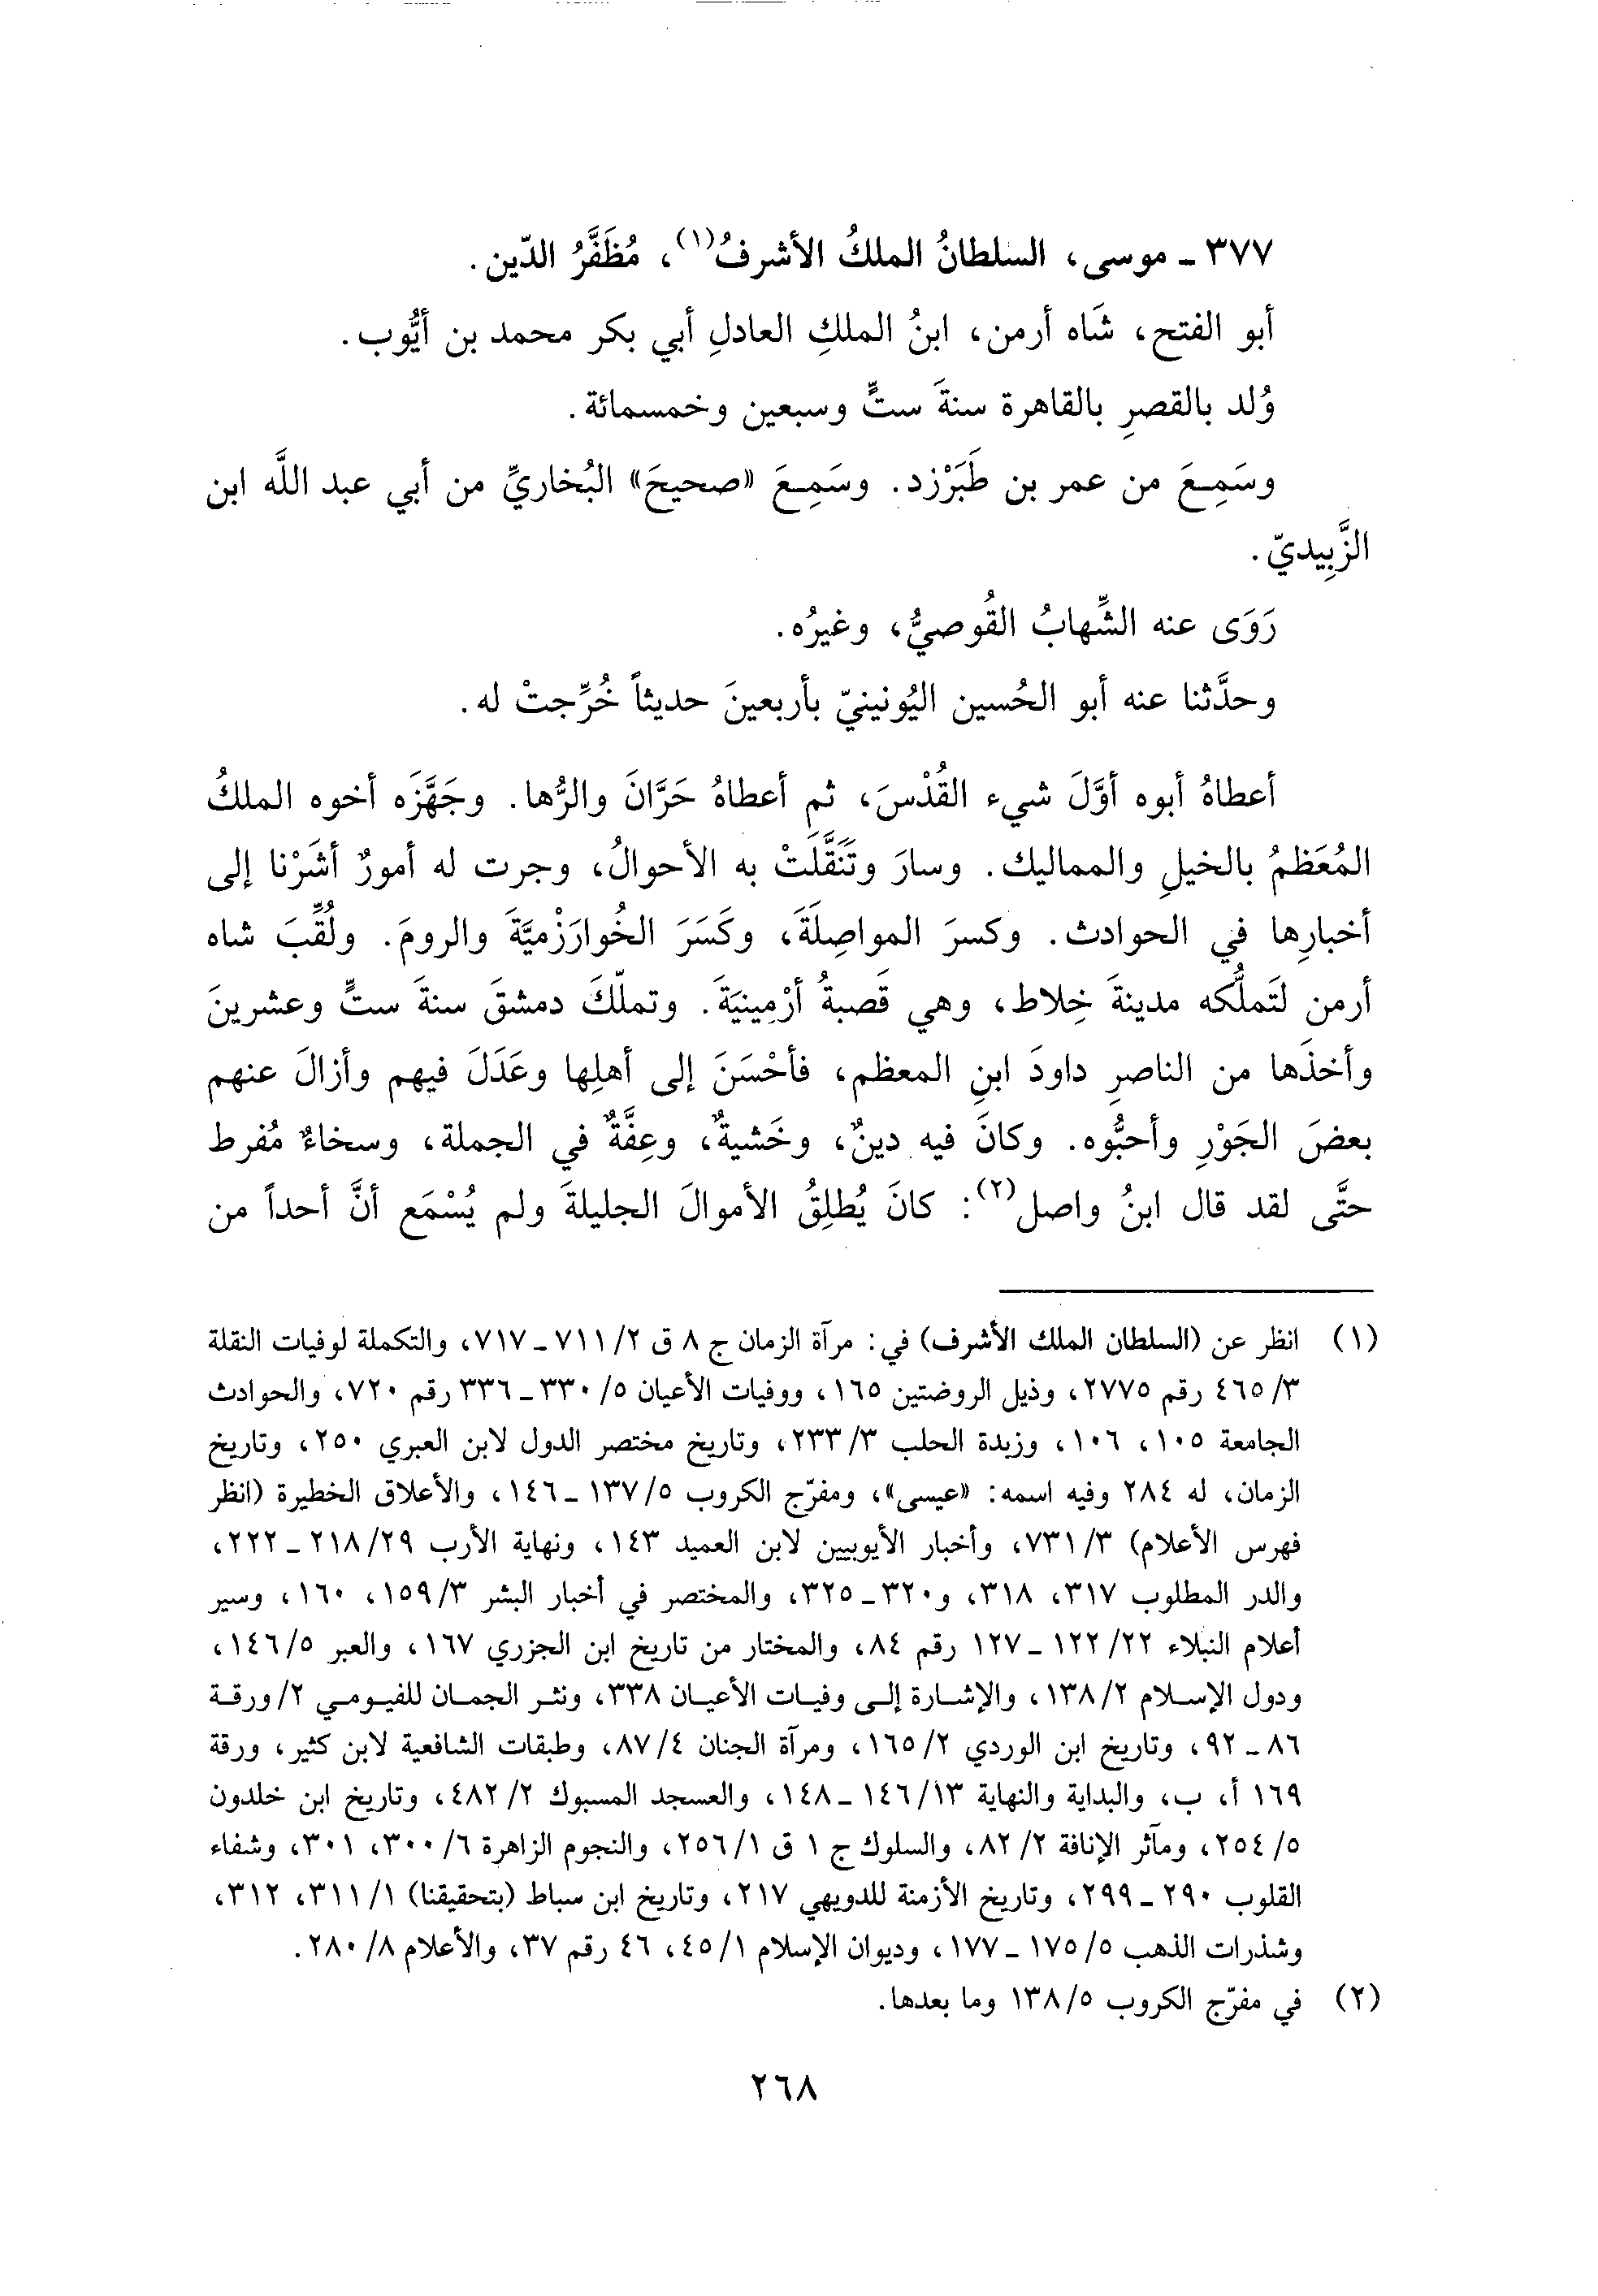 ٣٧٧ ـ موسى، السلطانُ الملكُ الأشرفُ(١)، مُظَفَّرُ الدّين.
أبو الفتح، شَاه أرمن، ابنُ الملكِ العادلِ أبي بكر محمد بن أيُّوب.
وُلد بالقصرِ بالقاهرة سنةَ ستٍّ وسبعين وخمسمائة.
وسَمِعَ من عمر بن طَبَرْزد. وسَمِعَ «صحيحَ» البُخاريِّ من أبي عبد اللَّه ابن
الزَّبِيديّ.
رَوَى عنه الشِّهابُ القُوصيُّ، وغيرُه.
وحدَّثنا عنه أبو الحُسين اليُونينيّ بأربعينَ حديثاً خُرِّجتْ له.
أعطاهُ أبوه أوَّلَ شيء القُدْسَ، ثم أعطاهُ حَرَّانَ والرُّها. وجَهَّزَه أخوه الملكُ
المُعَظمُ بالخيلِ والمماليك. وسارَ وتَنَقَّلَتْ به الأحوالُ، وجرت له أمورٌ أشَرْنا إلى
أخبارِها في الحوادث. وكسرَ المواصِلَةَ، وكَسَرَ الخُوارَزْميَّةَ والرومَ. ولُقِّبَ شاه
أرمن لتَملُّكه مدينةَ خِلاط، وهي قَصبةُ أرْمِينيَةَ. وتملّكَ دمشقَ سنةَ ستٍّ وعشرينَ
وأخذَها من الناصرِ داودَ ابنِ المعظم، فأحْسَنَ إلى أهلِها وعَدَلَ فيهم وأزالَ عنهم
بعضَ الجَوْرِ وأحبُّوه. وكانَ فيه دينٌ، وخَشيةٌ، وعِفَّةٌ في الجملة، وسخاءٌ مُفرط
حتَّى لقد قال ابنُ واصل(٢): كانَ يُطلِقُ الأموالَ الجليلةَ ولم يُسْمَع أنَّ أحداً من
(١) انظر عن (السلطان الملك الأشرف) في: مرآة الزمان ج ٨ ق ٢/ ٧١١ ـ ٧١٧، والتكملة لوفيات النقلة
٣/ ٤٦٥ رقم ٢٧٧٥، وذيل الروضتين ١٦٥، ووفيات الأعيان ٥/ ٣٣٠ ـ ٣٣٦ رقم ٧٢٠، والحوادث
الجامعة ١٠٥، ١٠٦، وزبدة الحلب ٣/ ٢٣٣، وتاريخ مختصر الدول لابن العبري ٢٥٠، وتاريخ
الزمان، له ٢٨٤ وفيه اسمه: «عيسى»، ومفرّج الكروب ٥/ ١٣٧ ـ ١٤٦، والأعلاق الخطيرة (انظر
فهرس الأعلام) ٣/ ٧٣١، وأخبار الأيوبيين لابن العميد ١٤٣، ونهاية الأرب ٢٩/ ٢١٨ ـ ٢٢٢،
والدر المطلوب ٣١٧، ٣١٨، و٣٢٠ ـ ٣٢٥، والمختصر في أخبار البشر ٣/ ١٥٩، ١٦٠، وسير
أعلام النبلاء ٢٢/ ١٢٢ ـ ١٢٧ رقم ٨٤، والمختار من تاريخ ابن الجزري ١٦٧، والعبر ٥/ ١٤٦،
ودول الإسلام ٢/ ١٣٨، والإشارة إلى وفيات الأعيان ٣٣٨، ونثر الجمان للفيومي ٢/ ورقة
٨٦ ـ ٩٢، وتاريخ ابن الوردي ٢/ ١٦٥، ومرآة الجنان ٤/ ٨٧، وطبقات الشافعية لابن كثير، ورقة
١٦٩ أ، ب، والبداية والنهاية ١٣/ ١٤٦ ـ ١٤٨، والعسجد المسبوك ٢/ ٤٨٢، وتاريخ ابن خلدون
٥/ ٢٥٤، ومآثر الإنافة ٢/ ٨٢، والسلوك ج ١ ق ١/ ٢٥٦، والنجوم الزاهرة ٦/ ٣٠٠، ٣٠١، وشفاء
القلوب ٢٩٠ ـ ٢٩٩، وتاريخ الأزمنة للدويهي ٢١٧، وتاريخ ابن سباط (بتحقيقنا) ١/ ٣١١، ٣١٢،
وشذرات الذهب ٥/ ١٧٥ ـ ١٧٧، وديوان الإسلام ١/ ٤٥، ٤٦ رقم ٣٧، والأعلام ٨/ ٢٨٠.
(٢) في مفرّج الكروب ٥/ ١٣٨ وما بعدها.
٢٦٨